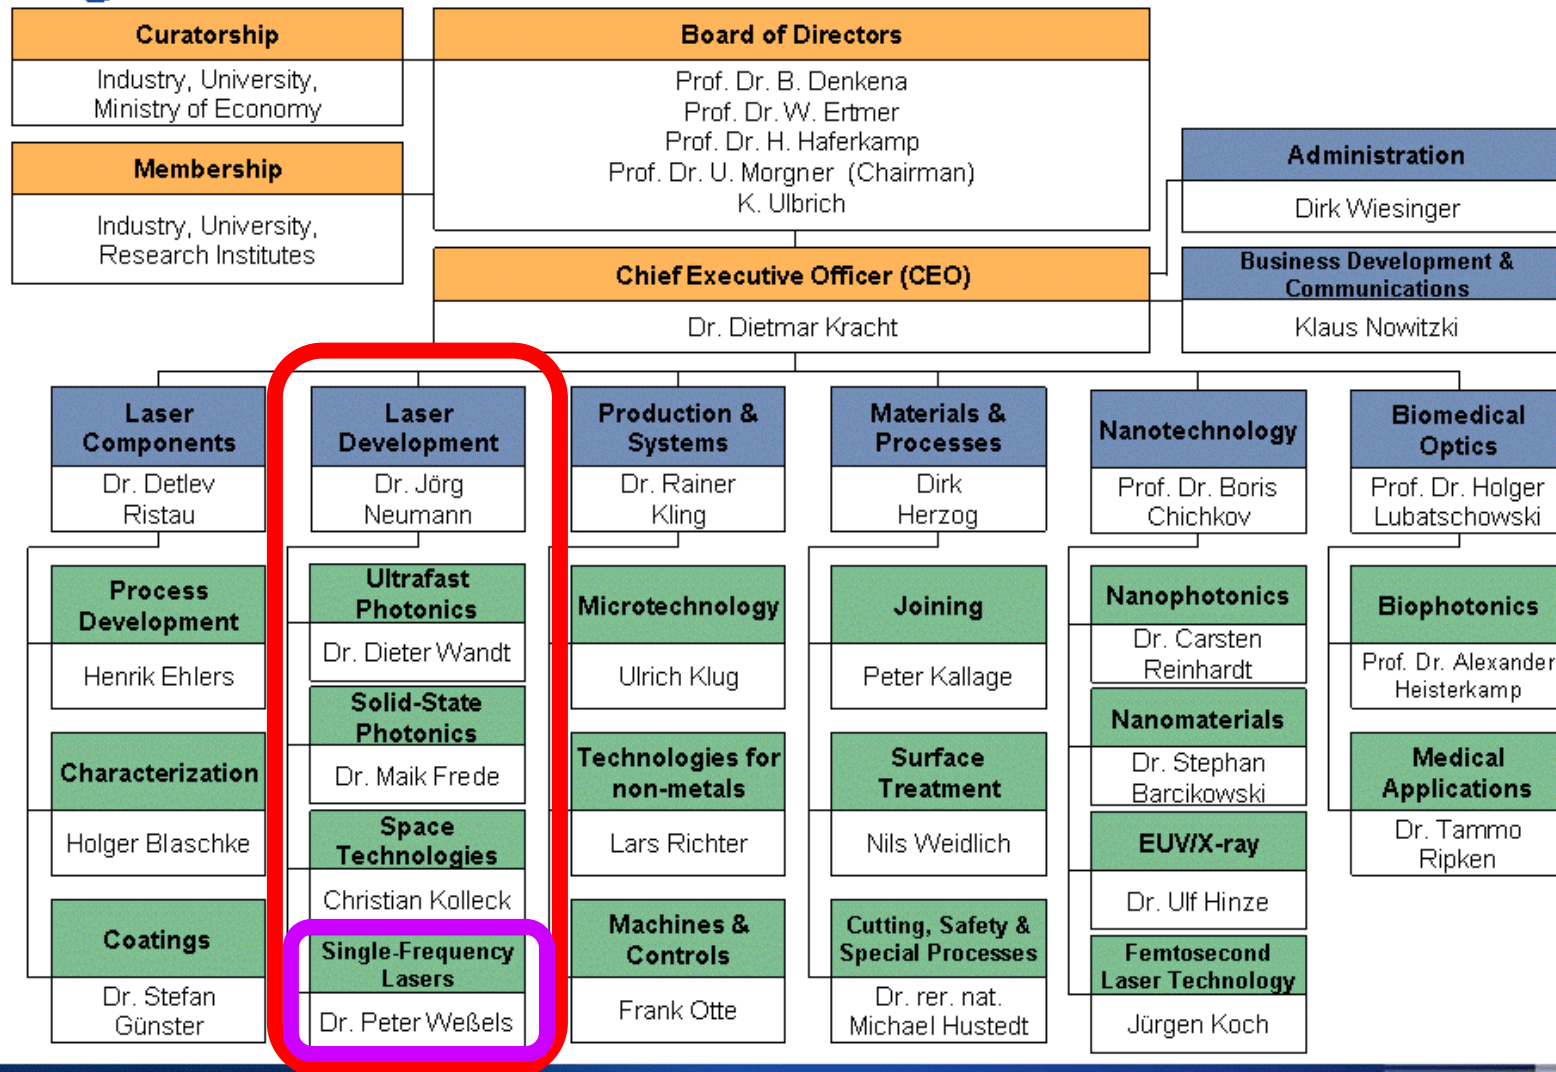 Curatorship
Industry, University,
Ministry of Economy
Membership
Industry, University,
Research Institutes
Board of Directors
Prof. Dr. B. Denkena
Prof. Dr. W. Ertmer
Prof. Dr. H. Haferkamp
Prof. Dr. U. Morgner (Chairman)
K. Ulbrich
Chief Executive Officer (CEO)
Dr. Dietmar Kracht
Administration
Dirk Wiesinger
Business Development &
Communications
Klaus Nowitzki
Laser
Components
Dr. Detlev
Ristau
Process
Development
Henrik Ehlers
Characterization
Holger Blaschke
Coatings
Dr. Stefan
Günster
Laser
Development
Dr. Jörg
Neumann
Ultrafast
Photonics
Dr. Dieter Wandt
Solid-State
Photonics
Dr. Maik Frede
Space
Technologies
Christian Kolleck
Single-Frequency
Lasers
Dr. Peter Weßels
Production &
Systems
Dr. Rainer
Kling
Microtechnology
Ulrich Klug
Technologies for
non-metals
Lars Richter
Machines &
Controls
Frank Otte
Materials &
Processes
Dirk
Herzog
Joining
Peter Kallage
Surface
Treatment
Nils Weidlich
Cutting, Safety &
Special Processes
Dr. rer. nat.
Michael Hustedt
Nanotechnology
Prof. Dr. Boris
Chichkov
Nanophotonics
Dr. Carsten
Reinhardt
Nanomaterials
Dr. Stephan
Barcikowski
EUV/X-ray
Dr. Ulf Hinze
Femtosecond
Laser Technology
Jürgen Koch
Biomedical
Optics
Prof. Dr. Holger
Lubatschowski
Biophotonics
Prof. Dr. Alexander
Heisterkamp
Medical
Applications
Dr. Tammo
Ripken